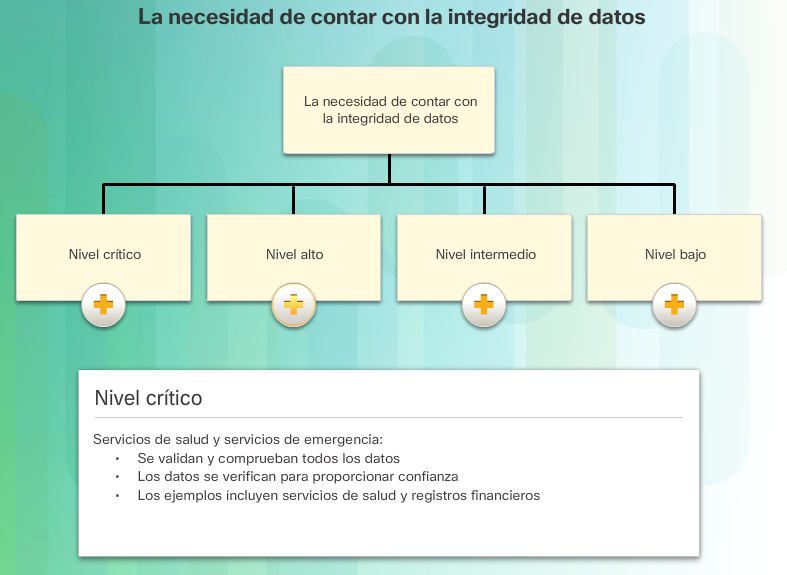 La necesidad de contar con la integridad de datos
La necesidad de contar con
la integridad de datos
Nivel crítico
Nivel alto
Nivel intermedio
Nivel bajo
Nivel crítico
Servicios de salud y servicios de emergencia:
▪ Se validan y comprueban todos los datos
▪ Los datos se verifican para proporcionar confianza
▪ Los ejemplos incluyen servicios de salud y registros financieros